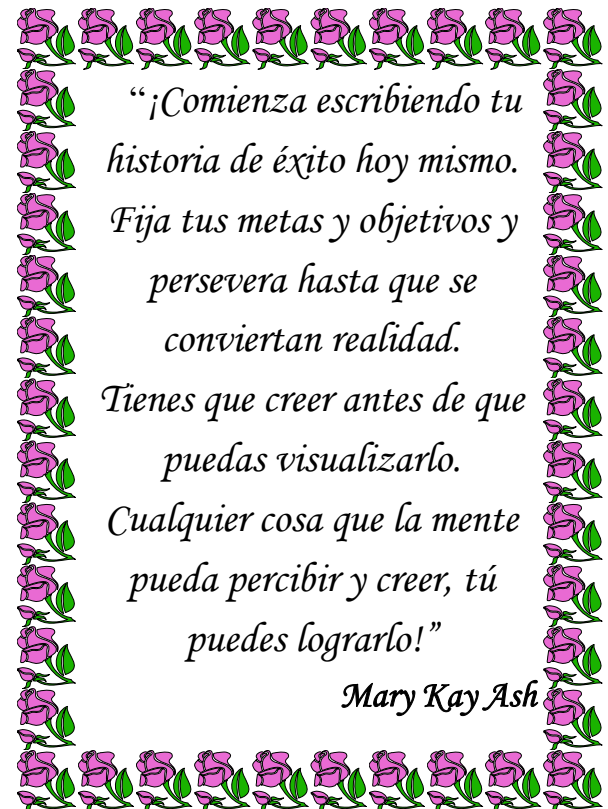 “¡Comienza escribiendo tu
historia de éxito hoy mismo.
Fija tus metas y objetivos y
persevera hasta que se
conviertan realidad.
Tienes que creer antes de que
puedas visualizarlo.
Cualquier cosa que la mente
pueda percibir y creer, tú
puedes lograrlo!”
Mary Kay Ash